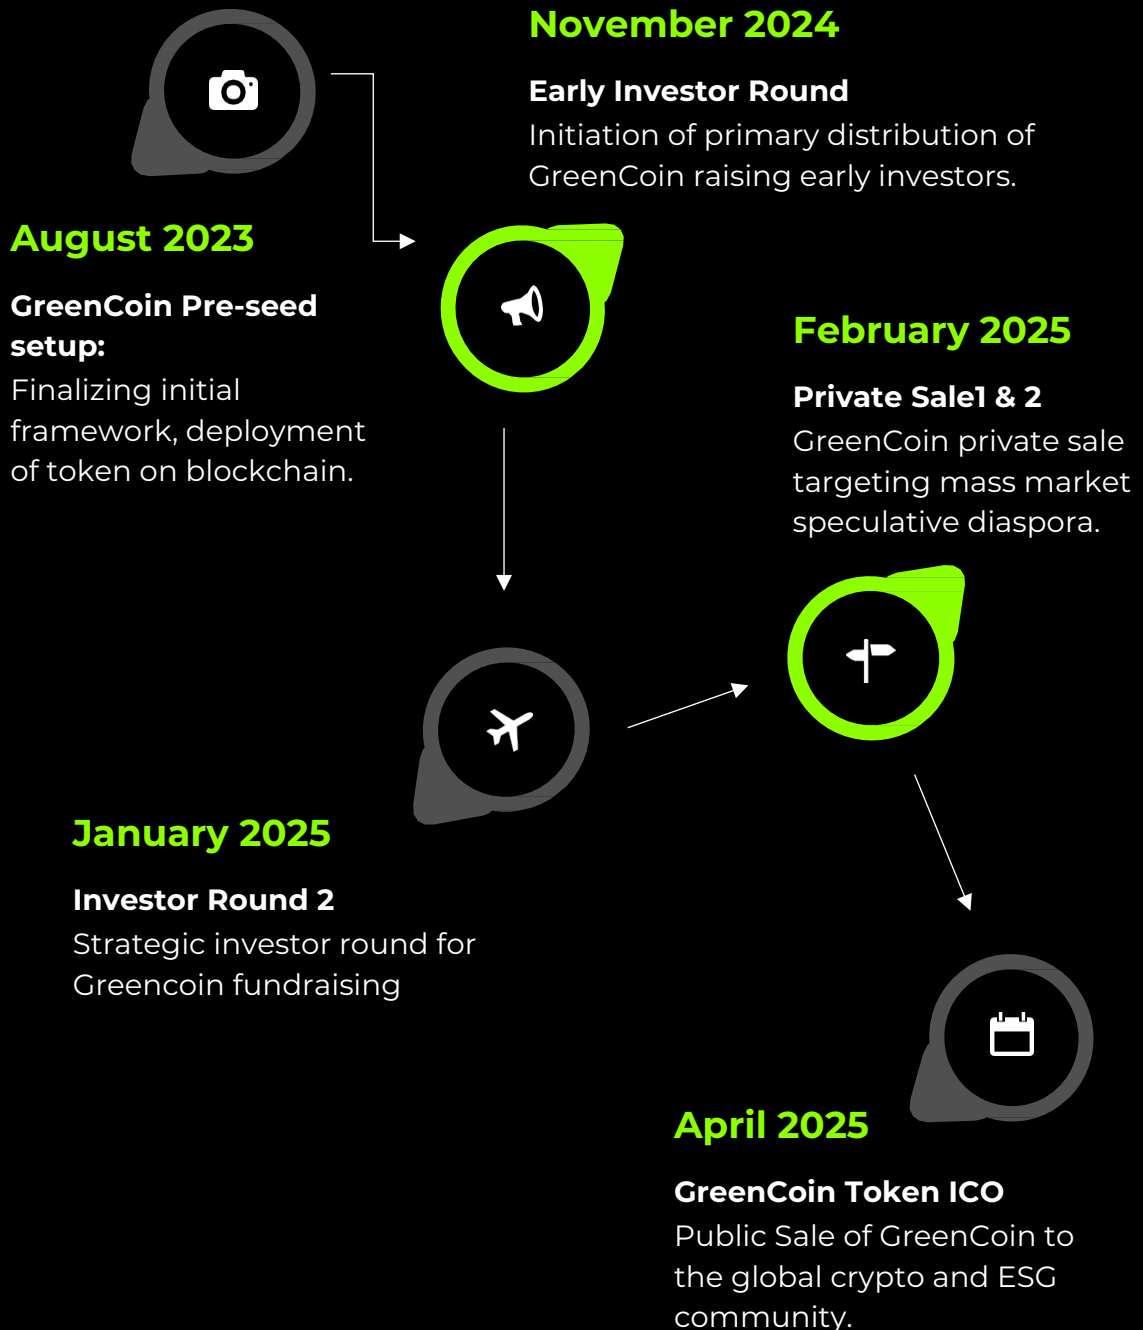 August 2023
GreenCoin Pre-seed
setup:
Finalizing initial
framework, deployment
of token on blockchain.
November 2024
Early Investor Round
Initiation of primary distribution of
GreenCoin raising early investors.
January 2025
Investor Round 2
Strategic investor round for
Greencoin fundraising
February 2025
Private Sale1 & 2
GreenCoin private sale
targeting mass market
speculative diaspora.
April 2025
GreenCoin Token ICO
Public Sale of GreenCoin to
the global crypto and ESG
community.